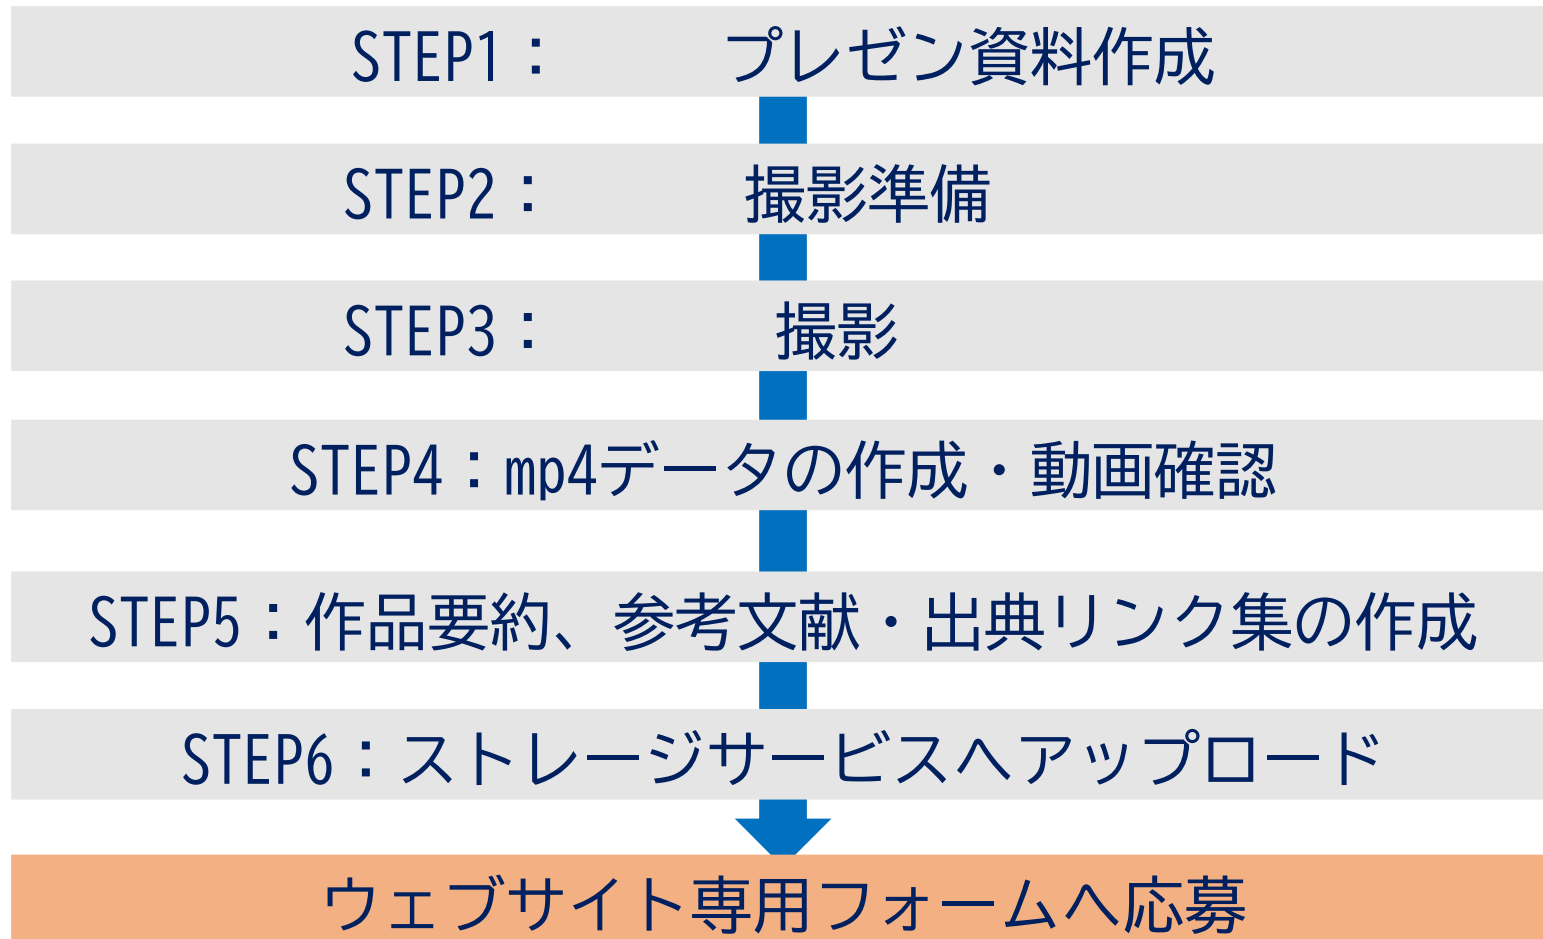 STEP1： プレゼン資料作成
STEP2： 撮影準備
STEP3： 撮影
STEP4：mp4データの作成・動画確認
STEP5：作品要約、参考文献・出典リンク集の作成
STEP6：ストレージサービスへアップロード
ウェブサイト専用フォームへ応募